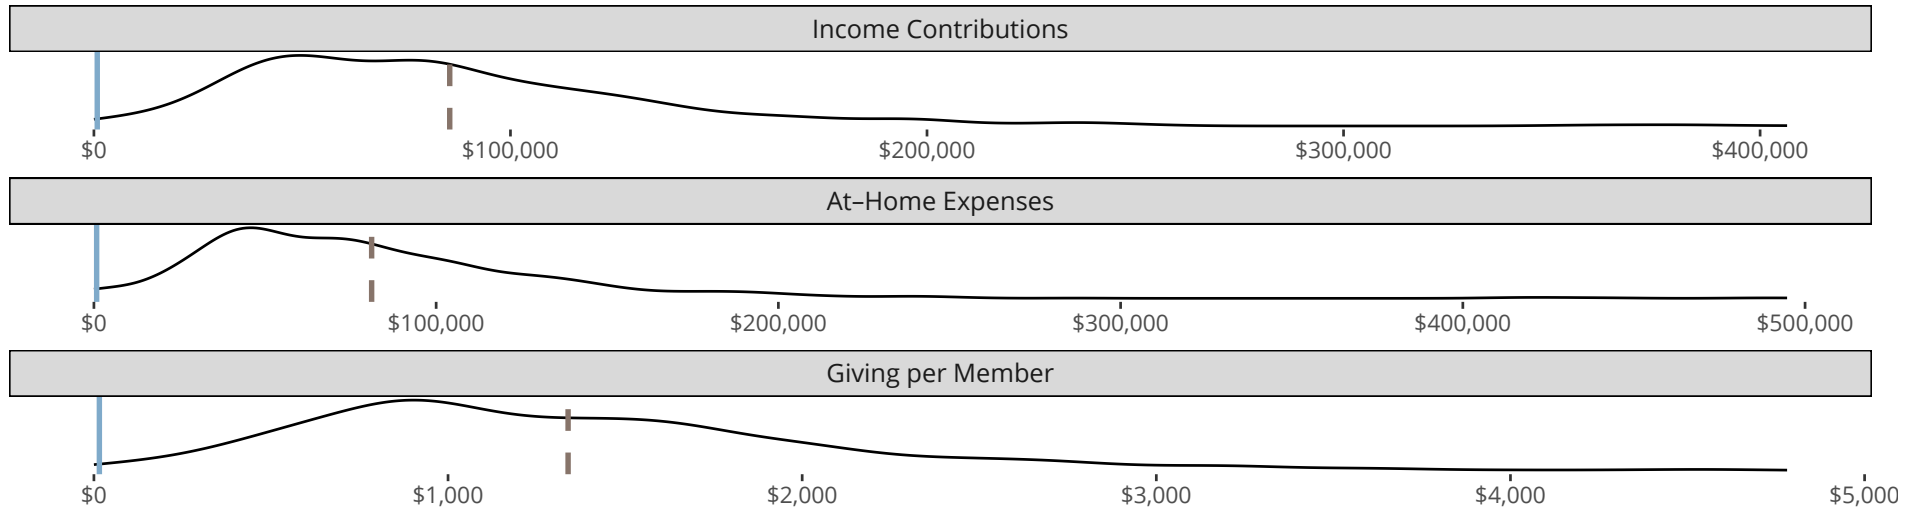 Income Contributions
$0 $100,000 $200,000 $300,000 $400,000
At–Home Expenses
$0 $100,000 $200,000 $300,000 $400,000 $500,000
Giving per Member
$0 $1,000 $2,000 $3,000 $4,000 $5,000